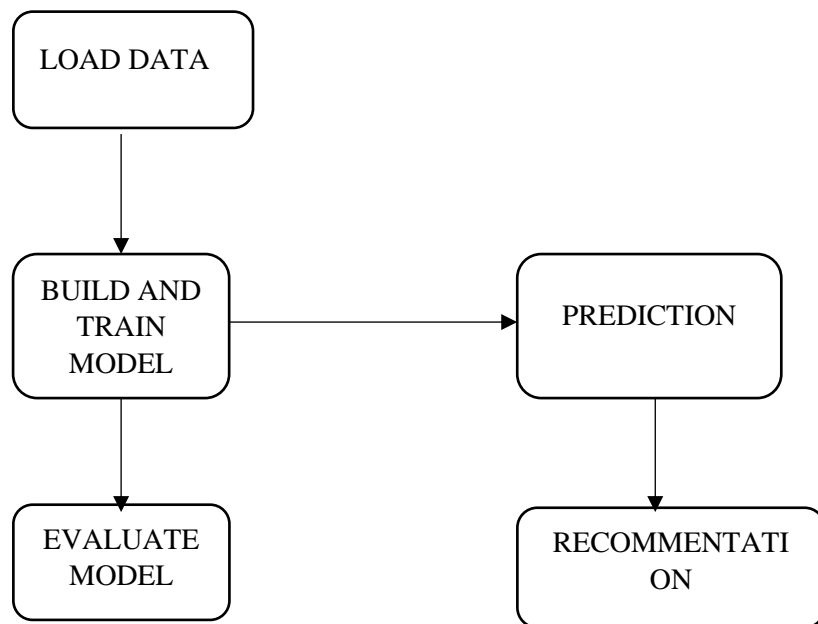 LOAD DATA
BUILD AND
TRAIN
MODEL
PREDICTION
EVALUATE
MODEL
RECOMMENTATI
ON